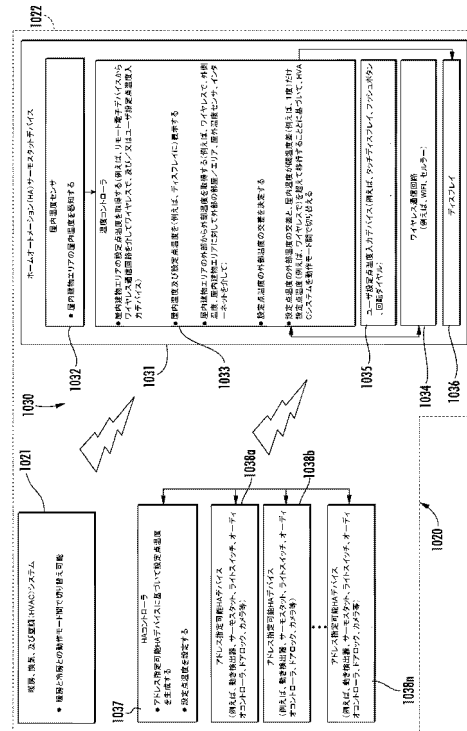 1022
1021
暖房、換気、及び空調(HVAC)システム
● 暖房と冷房との動作モード間で切り替え可能
1030
ホームオートメーション(HA)サーモスタットデバイス
1032
屋内温度センサ
● 屋内建物エリアの屋内温度を感知する
1031
温度コントローラ
● 屋内建物エリアの設定点温度を取得する(例えば、リモート電子デバイスから
ワイヤレス通信回路を介してワイヤレスで、及び/又はユーザ設定点温度入
力デバイス)
1033
● 屋内温度及び設定点温度を(例えば、ディスプレイに)表示する
● 屋内建物エリアの外部から外部温度を取得する(例えば、ワイヤレスで、外側
温度、屋内建物エリアに対して外部の部屋/エリア、屋外温度センサ、インタ
ーネットを介して)
● 設定点温度の外部温度の交差を決定する
● 設定点温度の外部温度の交差と、屋内温度が閾温度差(例えば、1度)だけ
設定点温度(例えば、ワイヤレスで)を超えて移行することとに基づいて、HVA
Cシステムを動作モード間で切り替える
1035
ユーザ設定点温度入力デバイス(例えば、タッチディスプレイ、プッシュボタン
、回転ダイヤル)
1034
ワイヤレス通信回路
(例えば、WIFI、セルラー)
1036
ディスプレイ
1037
HAコントローラ
● アドレス指定可能HAデバイスに基づいて設定点温度
を生成する
● 設定点温度を設定する
1038a
アドレス指定可能HAデバイス
(例えば、動き検出器、サーモスタット、ライトスイッチ、オーディ
オコントローラ、ドアロック、カメラ等)
1038b
アドレス指定可能HAデバイス
(例えば、動き検出器、サーモスタット、ライトスイッチ、オーディ
オコントローラ、ドアロック、カメラ等)
1038n
アドレス指定可能HAデバイス
(例えば、動き検出器、サーモスタット、ライトスイッチ、オーディ
オコントローラ、ドアロック、カメラ等)
1020